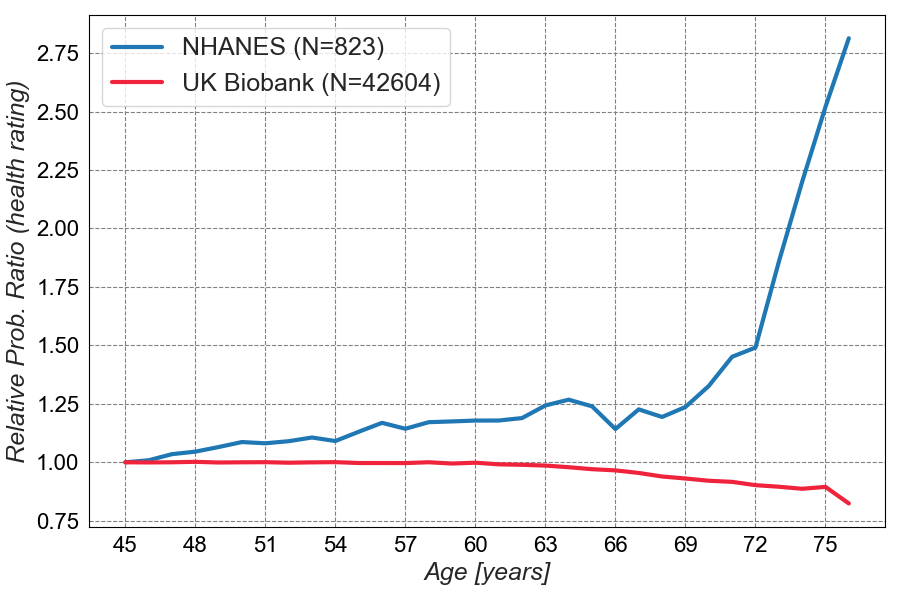 NHANES (N=823)
UK Biobank (N=42604)
Relative Prob. Ratio (health rating)
2.75
2.50
2.25
2.00
1.75
1.50
1.25
1.00
0.75
45 48 51 54 57 60 63 66 69 72 75
Age [years]